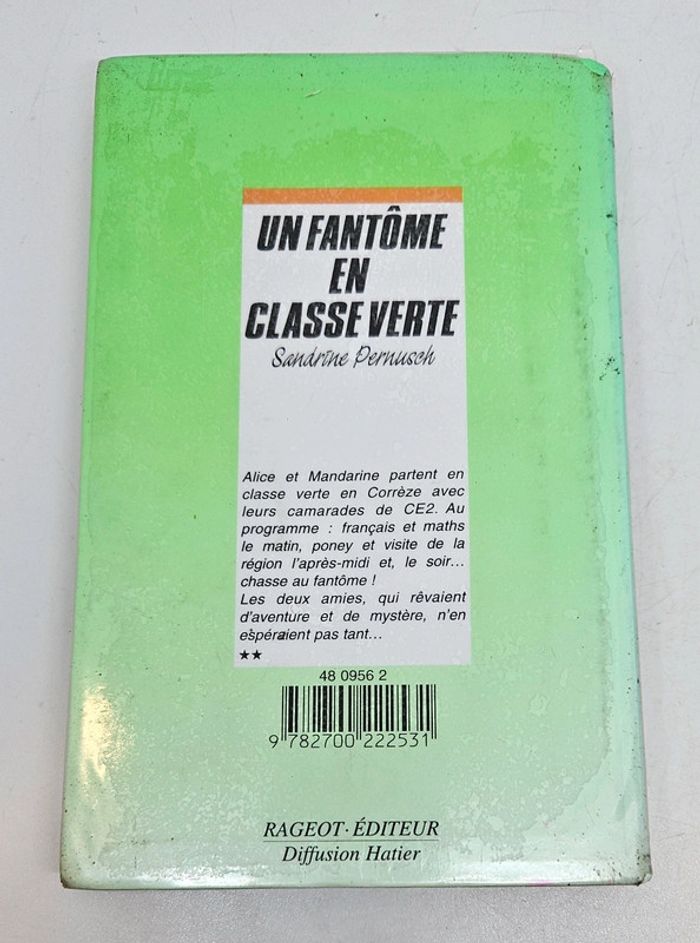 UN FANTÔME
EN
CLASSE VERTE
Sandrine Pernusch
Alice et Mandarine partent en
classe verte en Corrèze avec
leurs camarades de CE2. Au
programme : français et maths
le matin, poney et visite de la
région l'après-midi et, le soir...
chasse au fantôme !
Les deux amies, qui rêvaient
d'aventure et de mystère, n'en
espéraient pas tant...
★★
48 0956 2
9 782700 222531
RAGEOT·ÉDITEUR
Diffusion Hatier